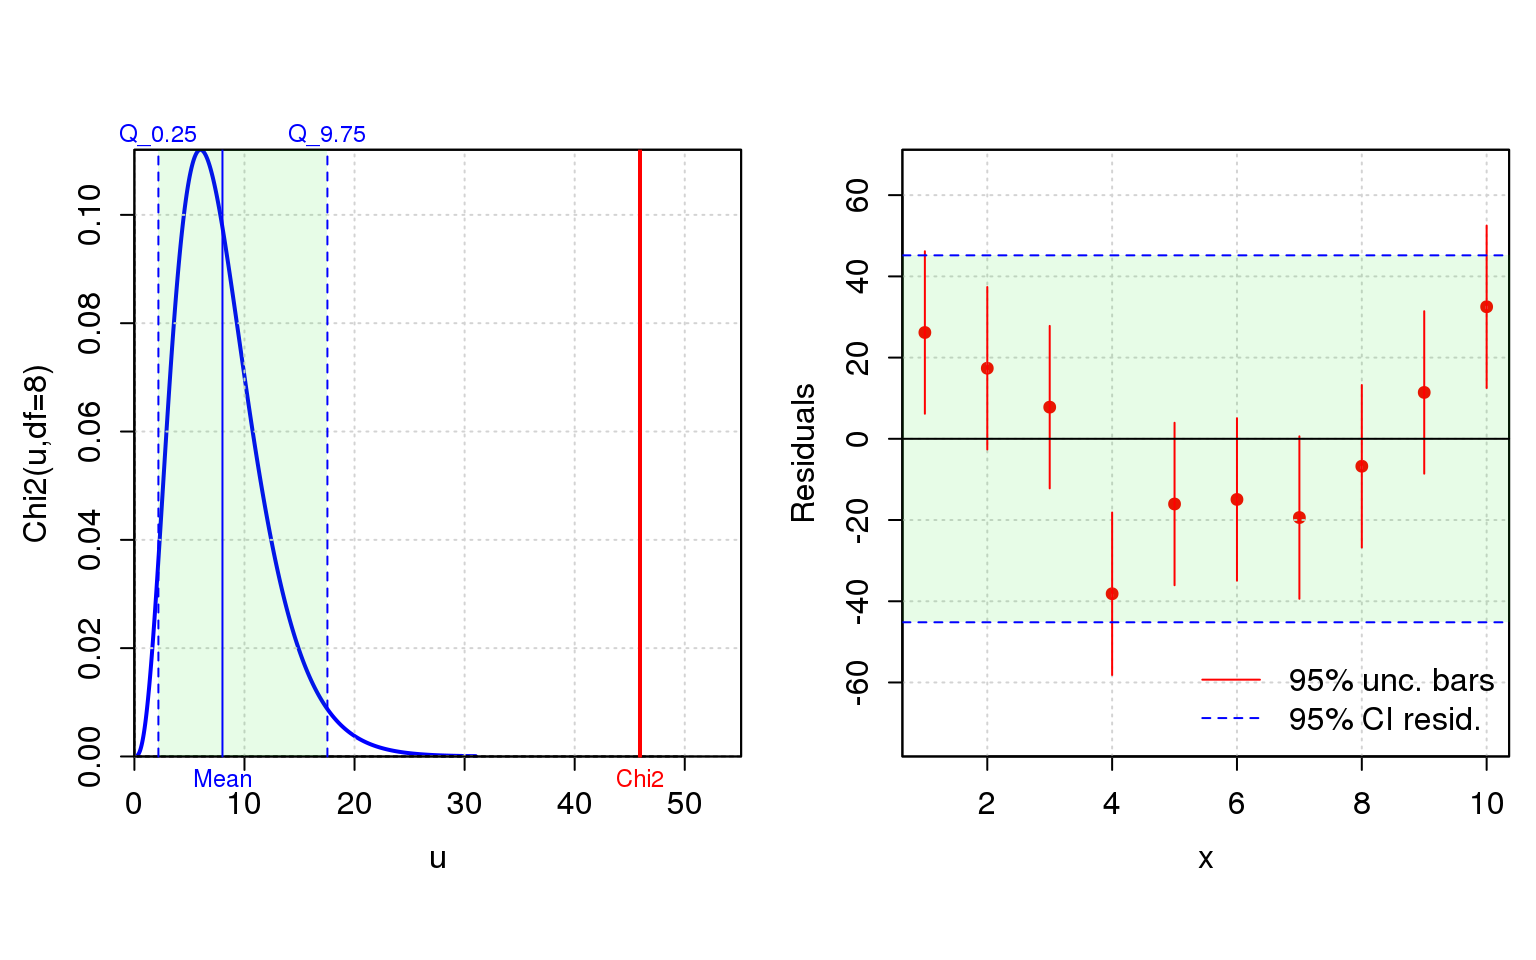 Q_0.25 Q_9.75
0.10
0.08
0.06
0.04
0.02
0.00
Chi2(u,df=8)
Mean Chi2
0 10 20 30 40 50
u
60
40
20
0
-20
-40
-60
Residuals
95% unc. bars
95% CI resid.
2 4 6 8 10
x